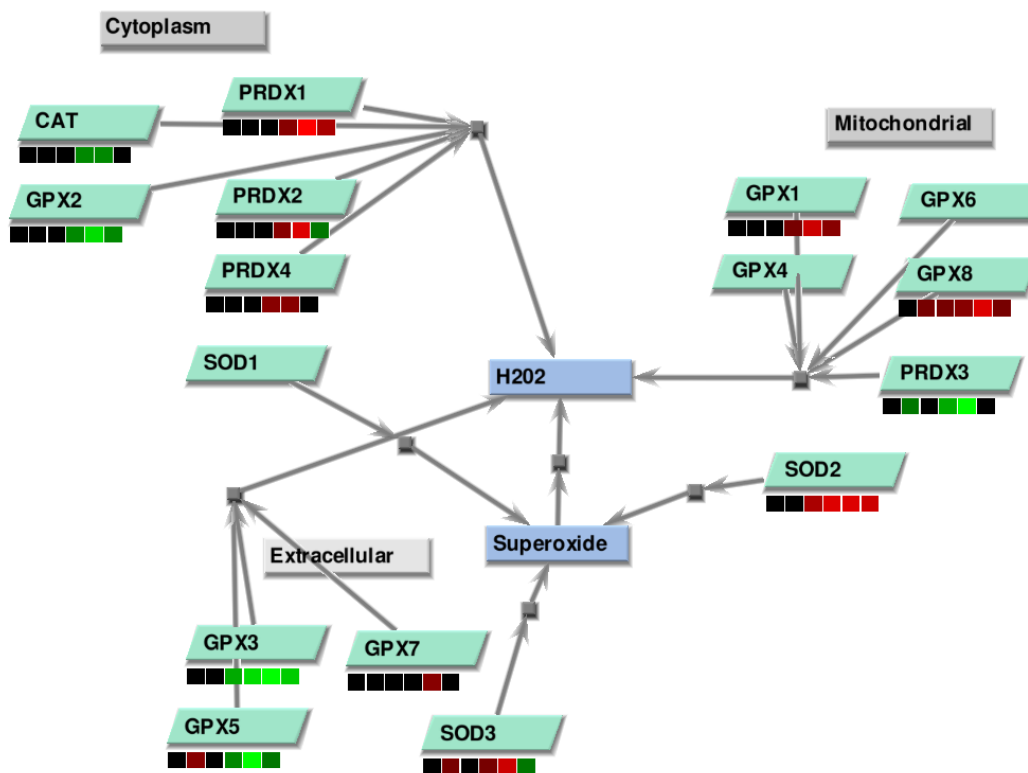 Cytoplasm
PRDX1
CAT
Mitochondrial
GPX2
PRDX2
GPX1
GPX6
PRDX4
GPX4
GPX8
SOD1
H202
PRDX3
SOD2
Superoxide
Extracellular
GPX3
GPX7
GPX5
SOD3